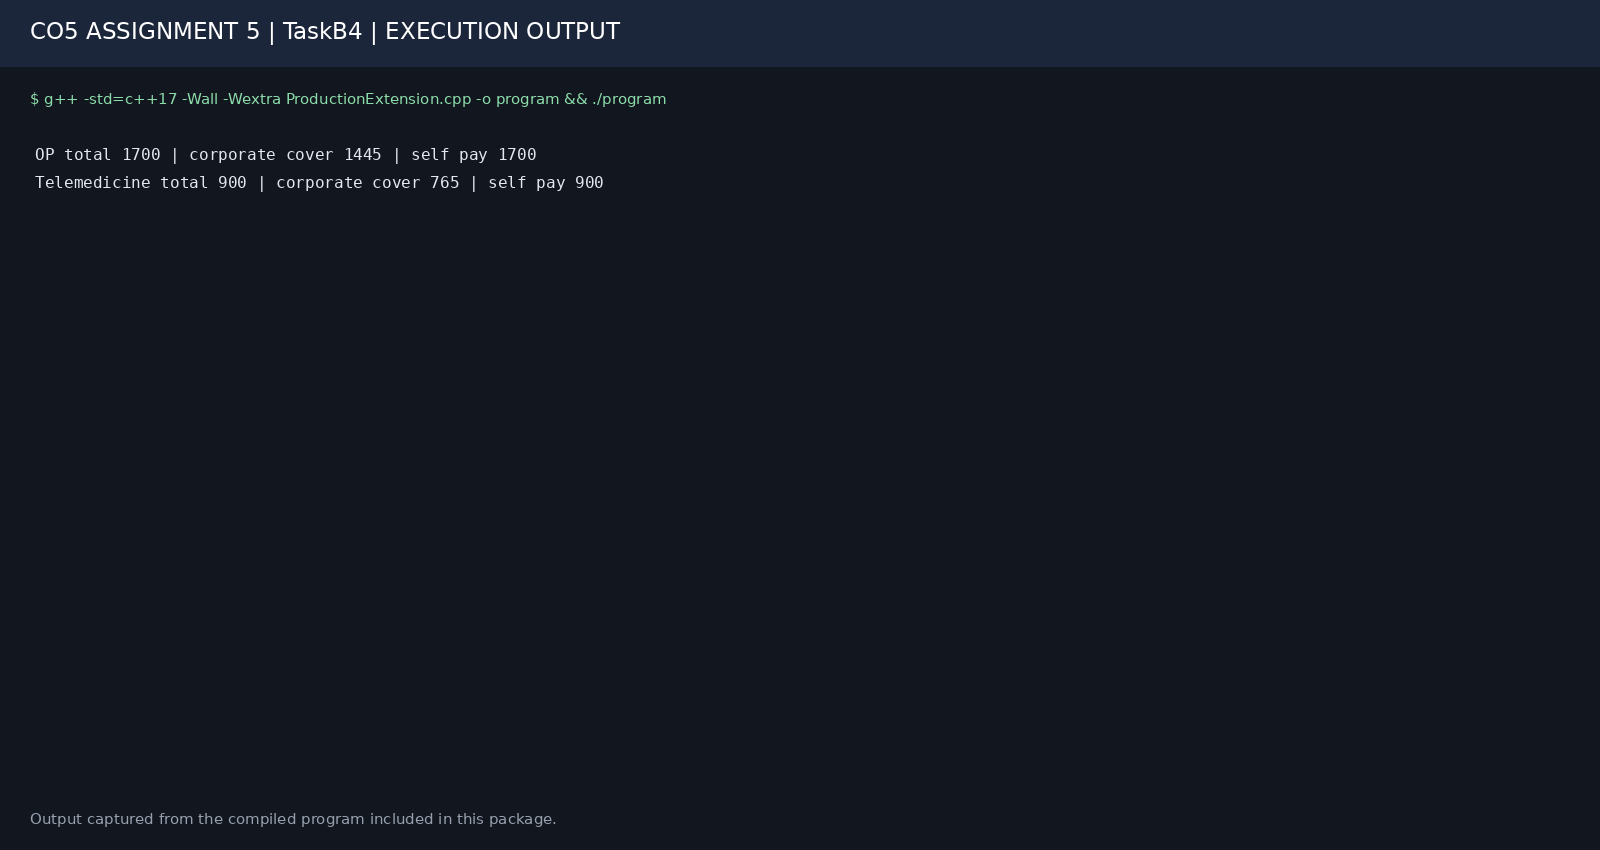 CO5 ASSIGNMENT 5 | TaskB4 | EXECUTION OUTPUT
$ g++ -std=c++17 -Wall -Wextra ProductionExtension.cpp -o program && ./program
OP total 1700 | corporate cover 1445 | self pay 1700
Telemedicine total 900 | corporate cover 765 | self pay 900
Output captured from the compiled program included in this package.